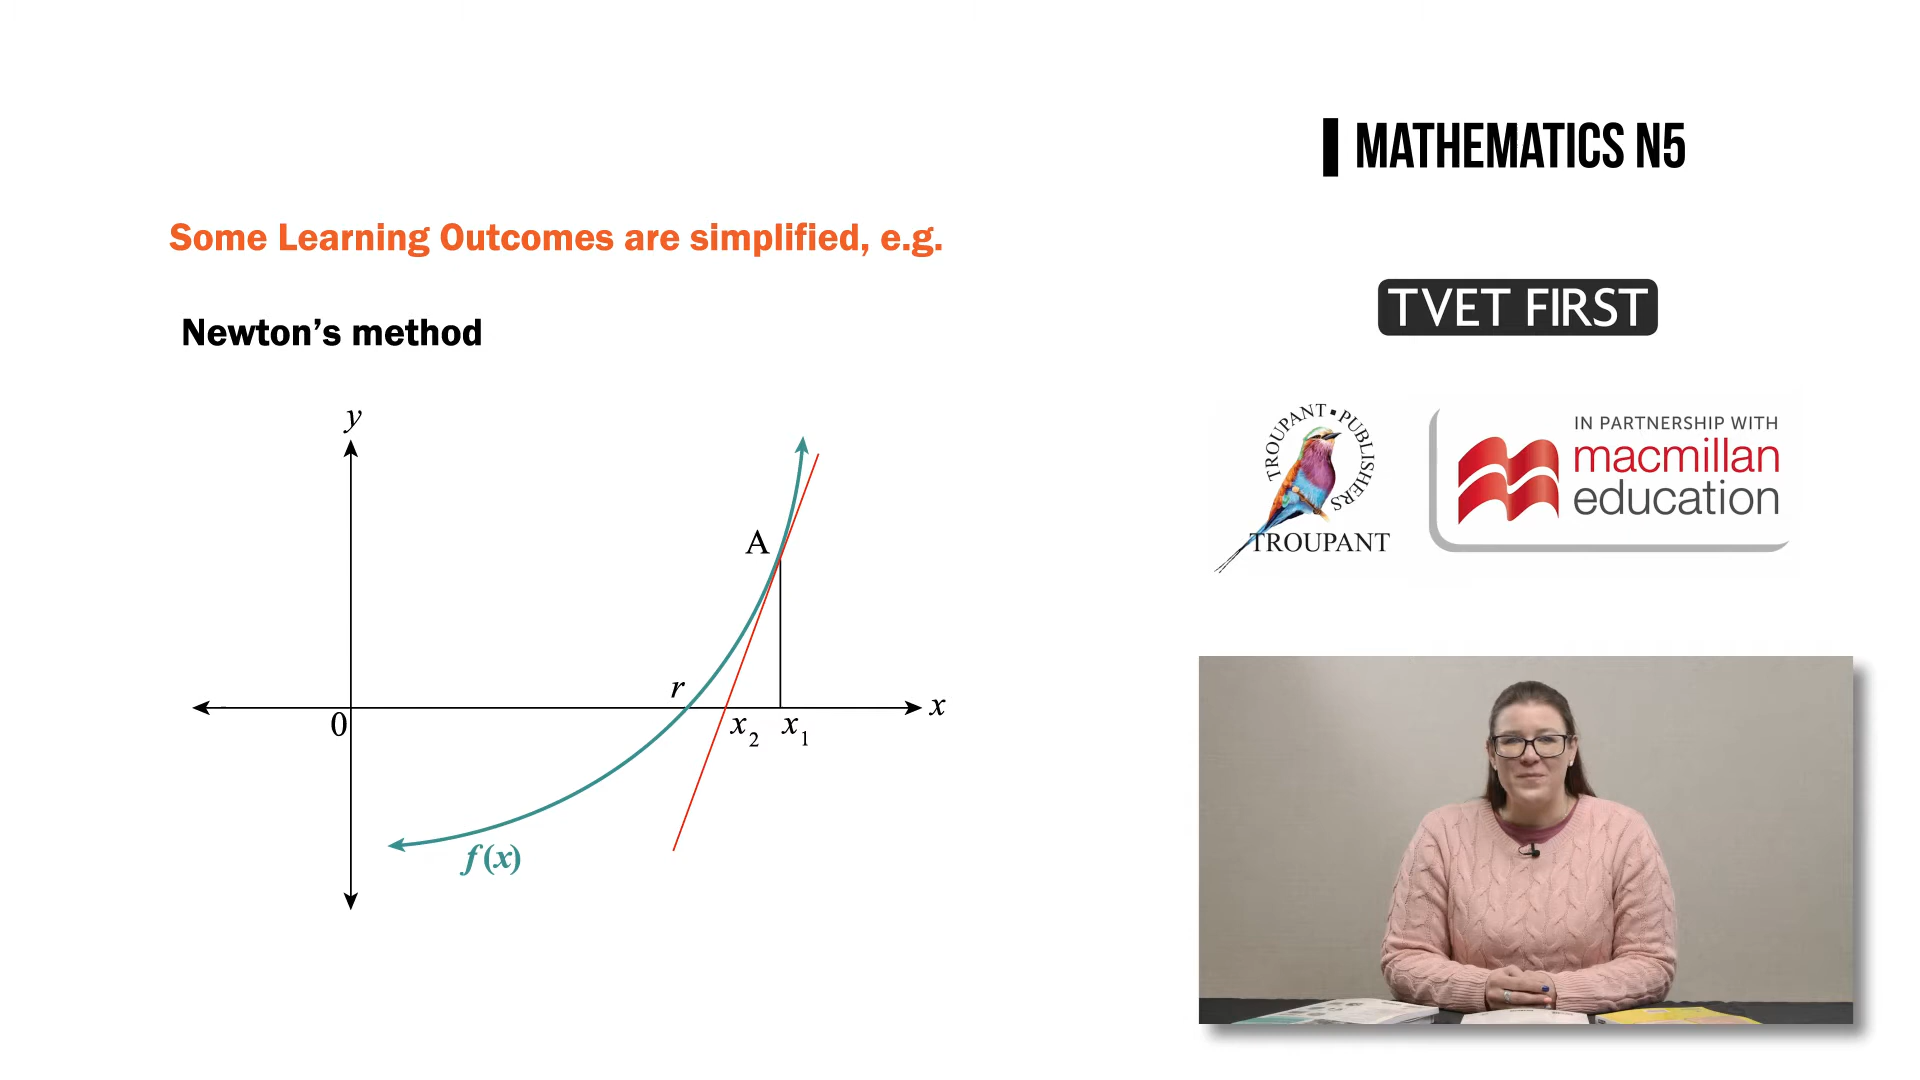 MATHEMATICS N5
Some Learning Outcomes are simplified, e.g.
TVET FIRST
Newton’s method
TROUPANT ▪ PUBLISHERS
TROUPANT
IN PARTNERSHIP WITH
macmillan
education
y
A
r
x
0
x2
x1
f(x)